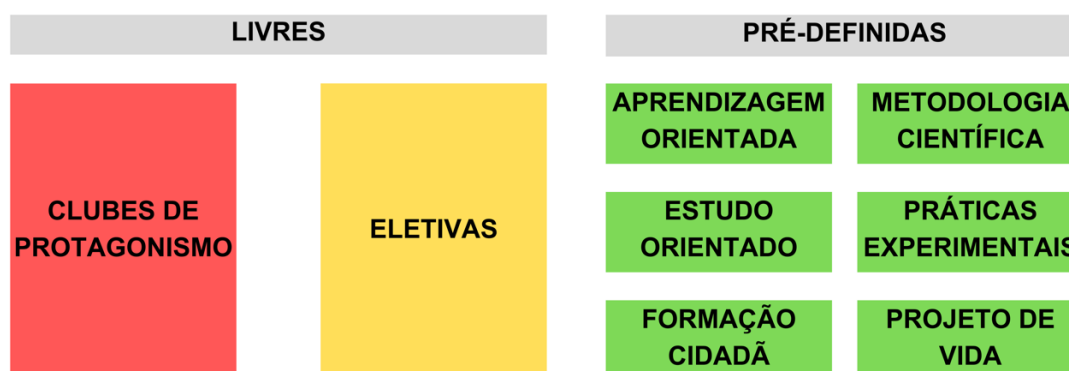 LIVRES
CLUBES DE
PROTAGONISMO
ELETIVAS
PRÉ-DEFINIDAS
APRENDIZAGEM
ORIENTADA
METODOLOGIA
CIENTÍFICA
ESTUDO
ORIENTADO
PRÁTICAS
EXPERIMENTAIS
FORMAÇÃO
CIDADÃ
PROJETO DE
VIDA